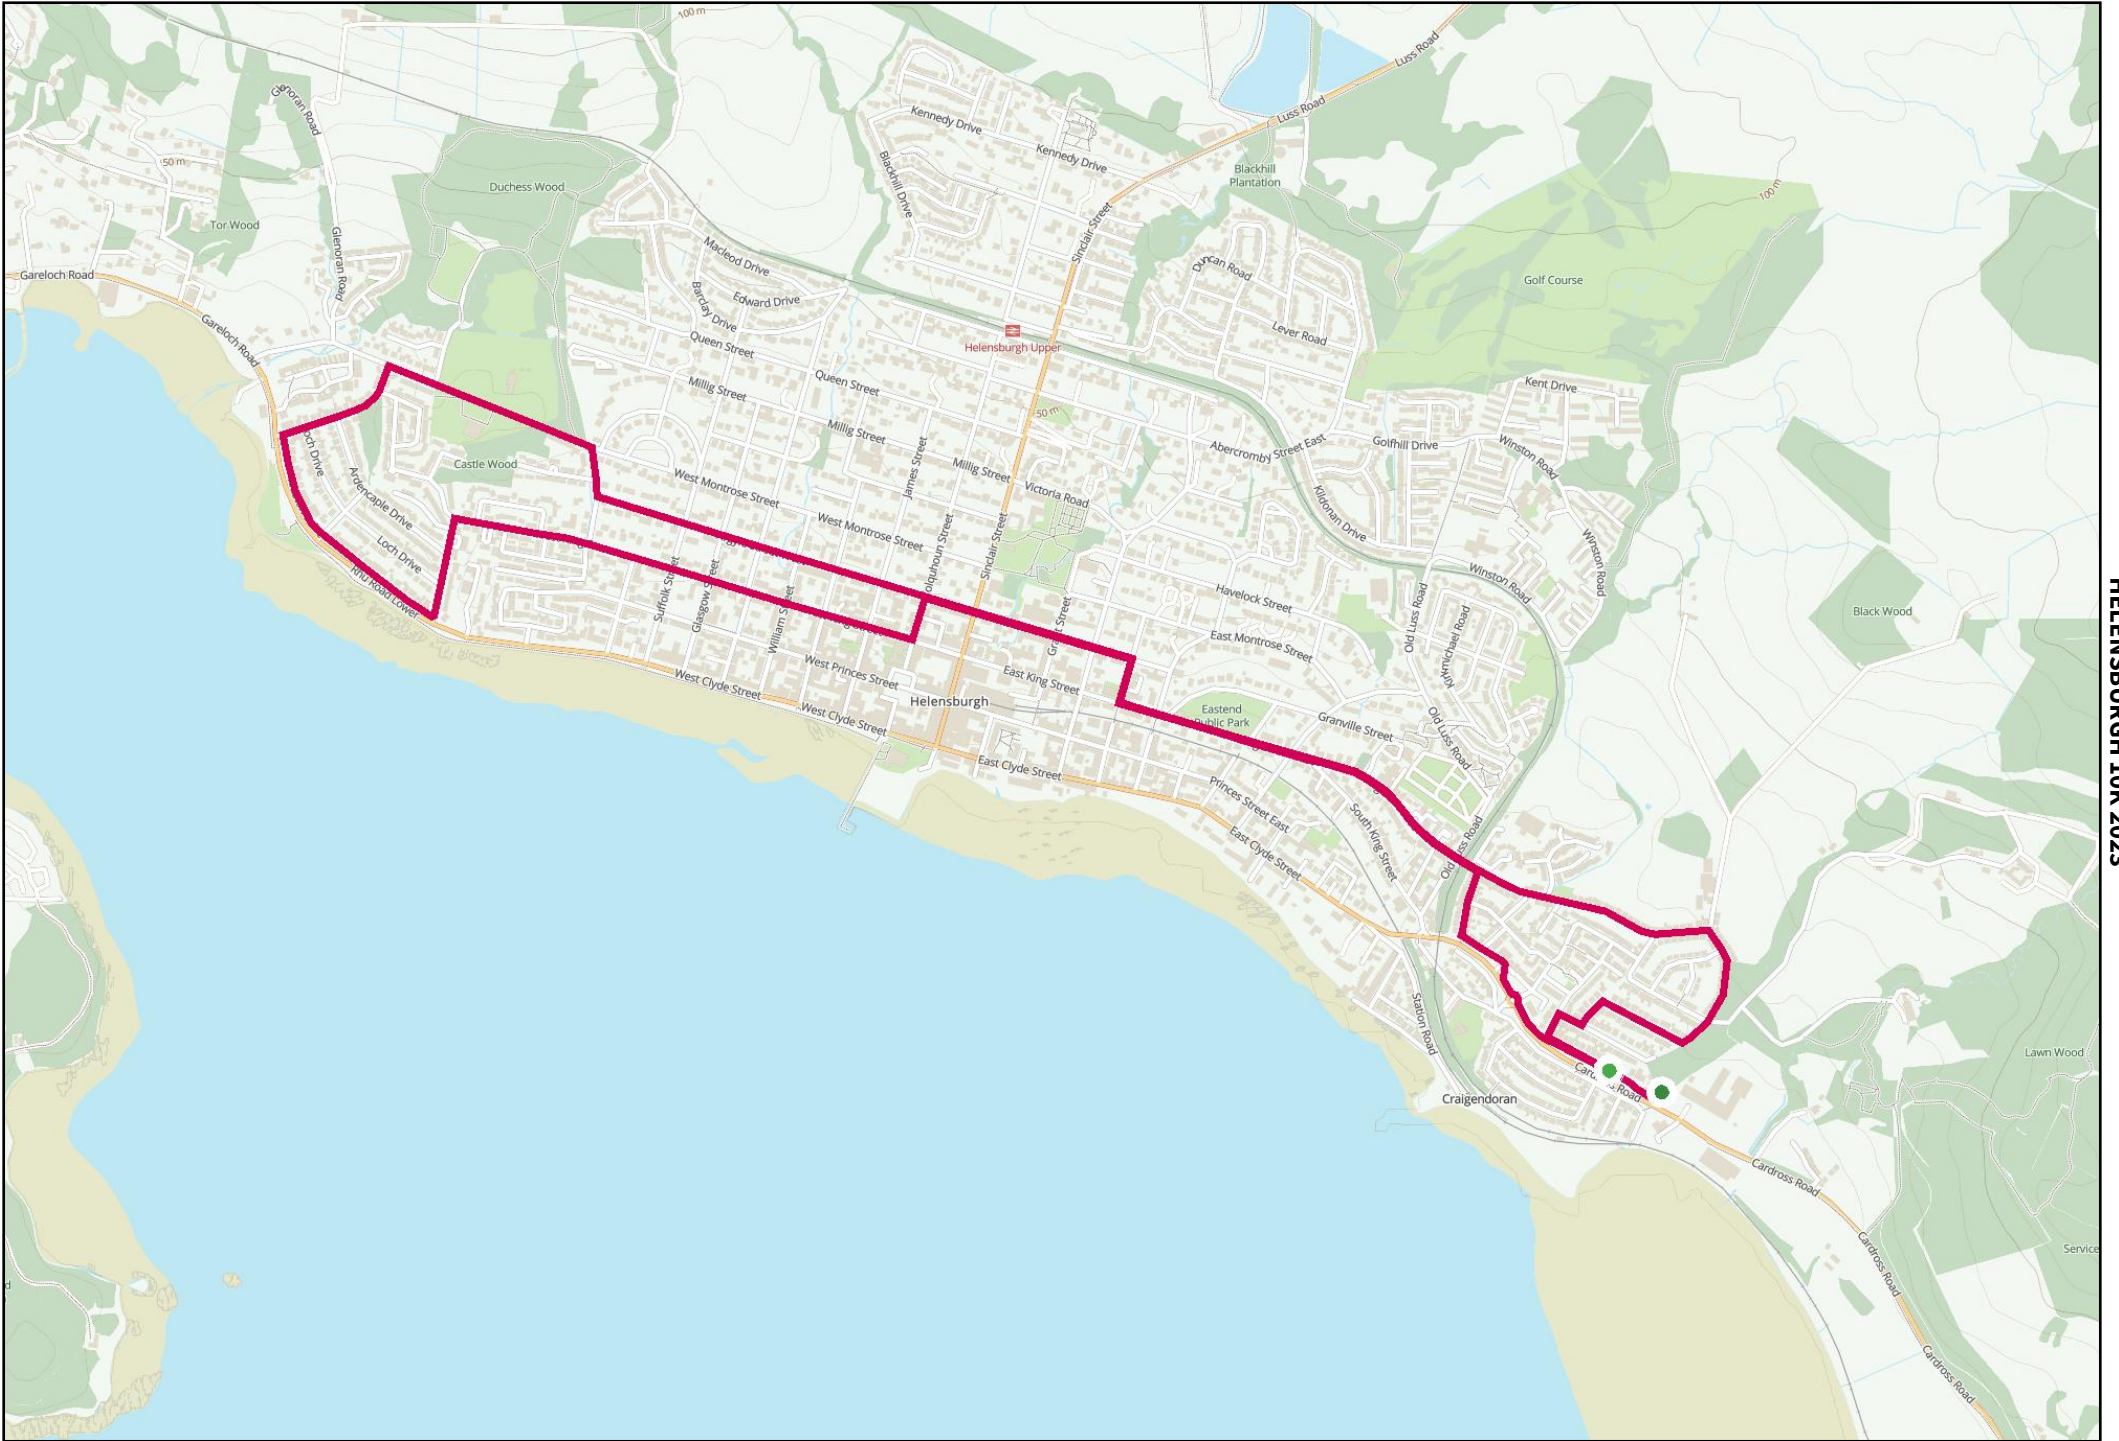 100 m
Luss Road
Glenoran Road
Luss Road
Kennedy Drive
Kennedy Drive
50 m
Blackhill Drive
Blackhill
Plantation
Duchess Wood
100 m
Tor Wood
Sinclair Street
Glenoran Road
Macleod Drive
Duncan Road
Gareloch Road
Golf Course
Edward Drive
Barclay Drive
Gareloch Road
Lever Road
Queen Street
Helensburgh Upper
Queen Street
Millig Street
Kent Drive
50 m
Millig Street
Abercromby Street East
Golfhill Drive
Winston Road
och Drive
Castle Wood
James Street
Millig Street
West Montrose Street
Victoria Road
Ardencaple Drive
Kildonan Drive
West Montrose Street
Sinclair Street
Loch Drive
Winston Road
olquhoun Street
Winston Road
Rhu Road Lower
Suffolk Street
Glasgow Street
William Street
Havelock Street
Old Luss Road
Black Wood
Kirkmichael Road
East Montrose Street
West Princes Street
East King Street
West Clyde Street
Helensburgh
Eastend
Public Park
West Clyde Street
Granville Street
Old Luss Road
East Clyde Street
Princes Street East
South King Street
East Clyde Street
Station Road
Lawn Wood
Craigendoran
Cardross Road
Cardross Road
Service
Cardross Road
HELENSBURGH 10K 2023